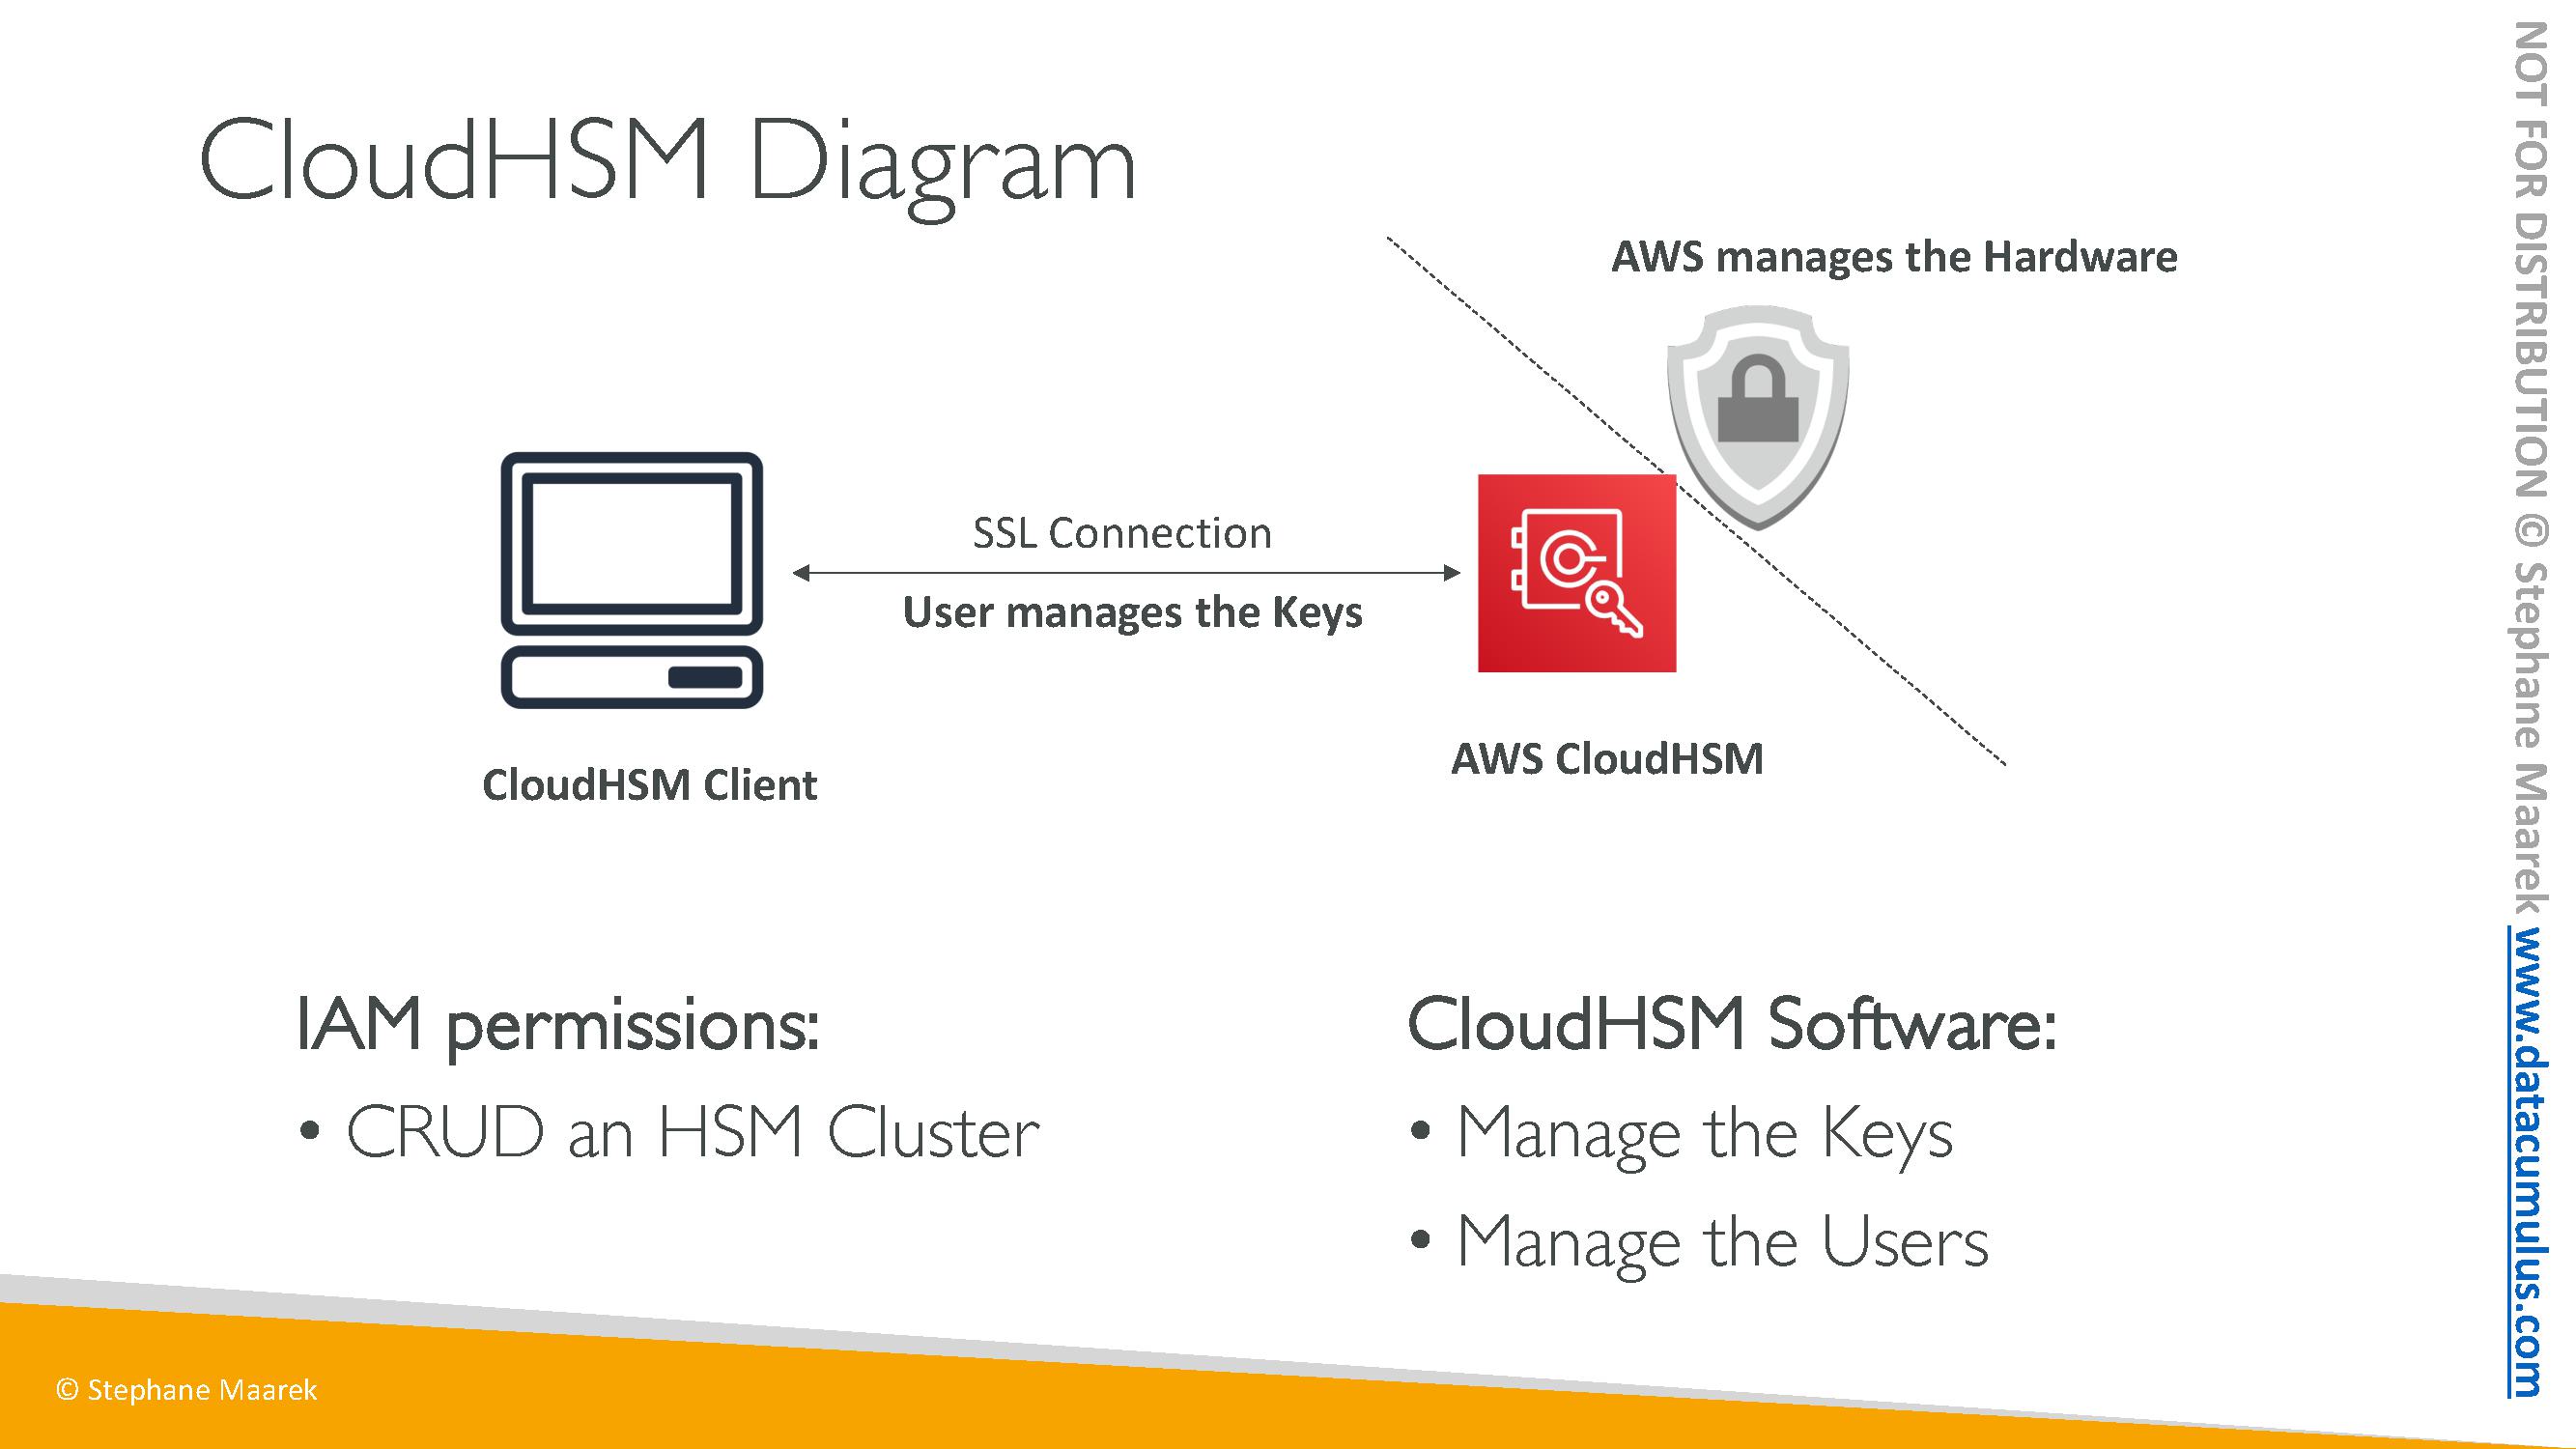 CloudHSM Diagram
AWS manages the Hardware
SSL Connection
User manages the Keys
CloudHSM Client
AWS CloudHSM
IAM permissions:
• CRUD an HSM Cluster
CloudHSM Software:
• Manage the Keys
• Manage the Users
© Stephane Maarek
NOT FOR DISTRIBUTION © Stephane Maarek www.datacumulus.com